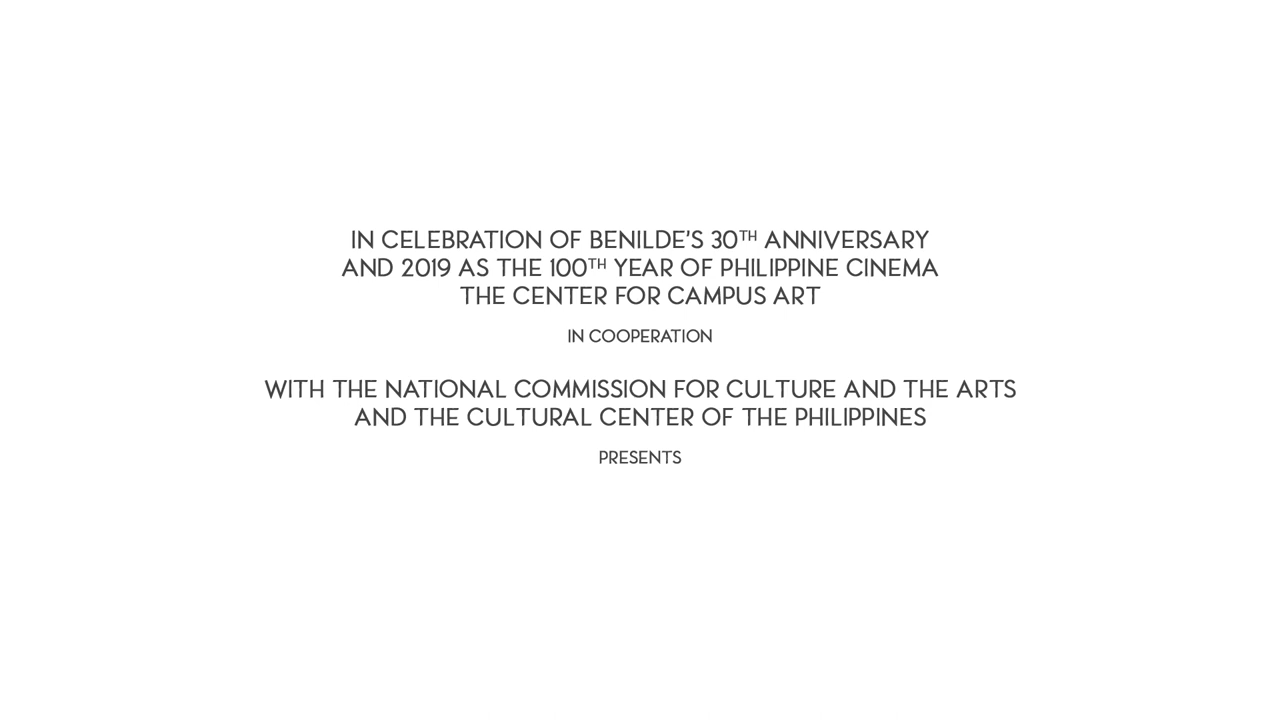 IN CELEBRATION OF BENILDE'S 30TH ANNIVERSARY
AND 2019 AS THE 100TH YEAR OF PHILIPPINE CINEMA
THE CENTER FOR CAMPUS ART
IN COOPERATION
WITH THE NATIONAL COMMISSION FOR CULTURE AND THE ARTS
AND THE CULTURAL CENTER OF THE PHILIPPINES
PRESENTS